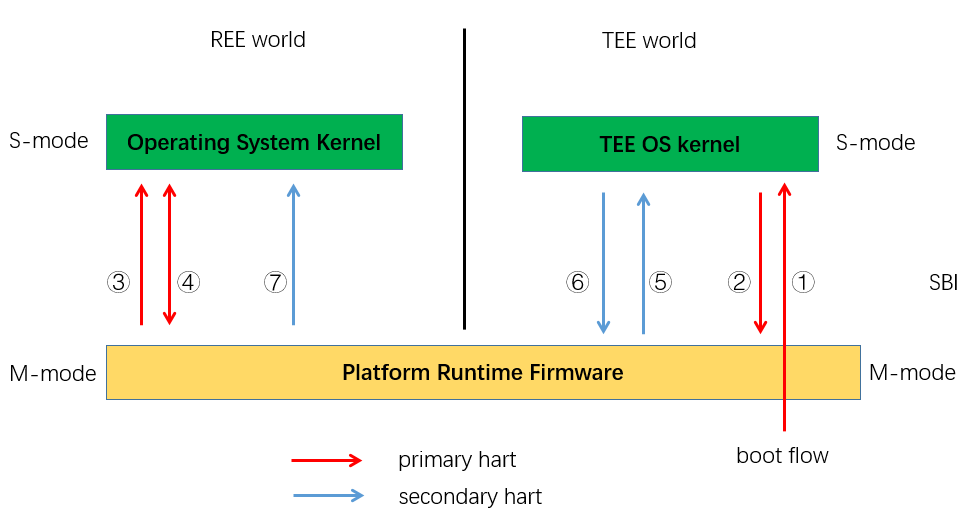 REE world
TEE world
S-mode
Operating System Kernel
TEE OS kernel
S-mode
③
④
⑦
⑥
⑤
②
①
SBI
M-mode
Platform Runtime Firmware
M-mode
boot flow
primary hart
secondary hart